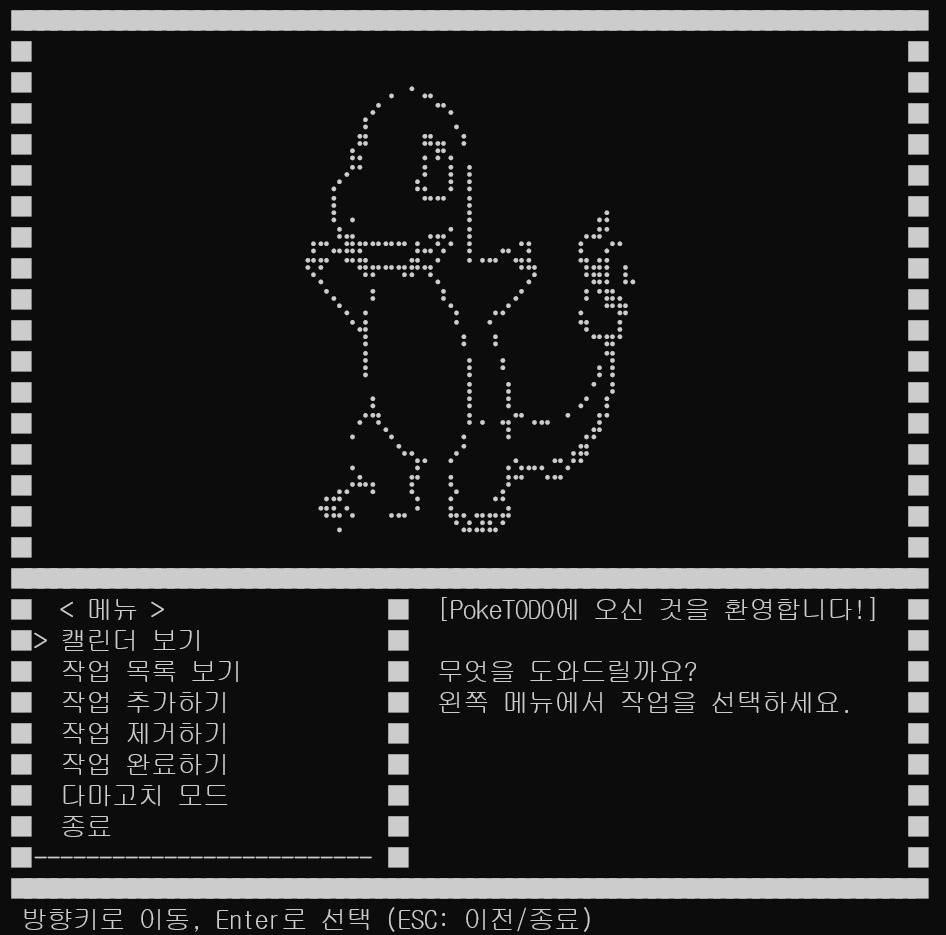 < 메뉴 >
[PokeTODO에 오신 것을 환영합니다!]
> 캘린더 보기
작업 목록 보기
무엇을 도와드릴까요?
작업 추가하기
왼쪽 메뉴에서 작업을 선택하세요.
작업 제거하기
작업 완료하기
다마고치 모드
종료
방향키로 이동, Enter로 선택 (ESC: 이전/종료)